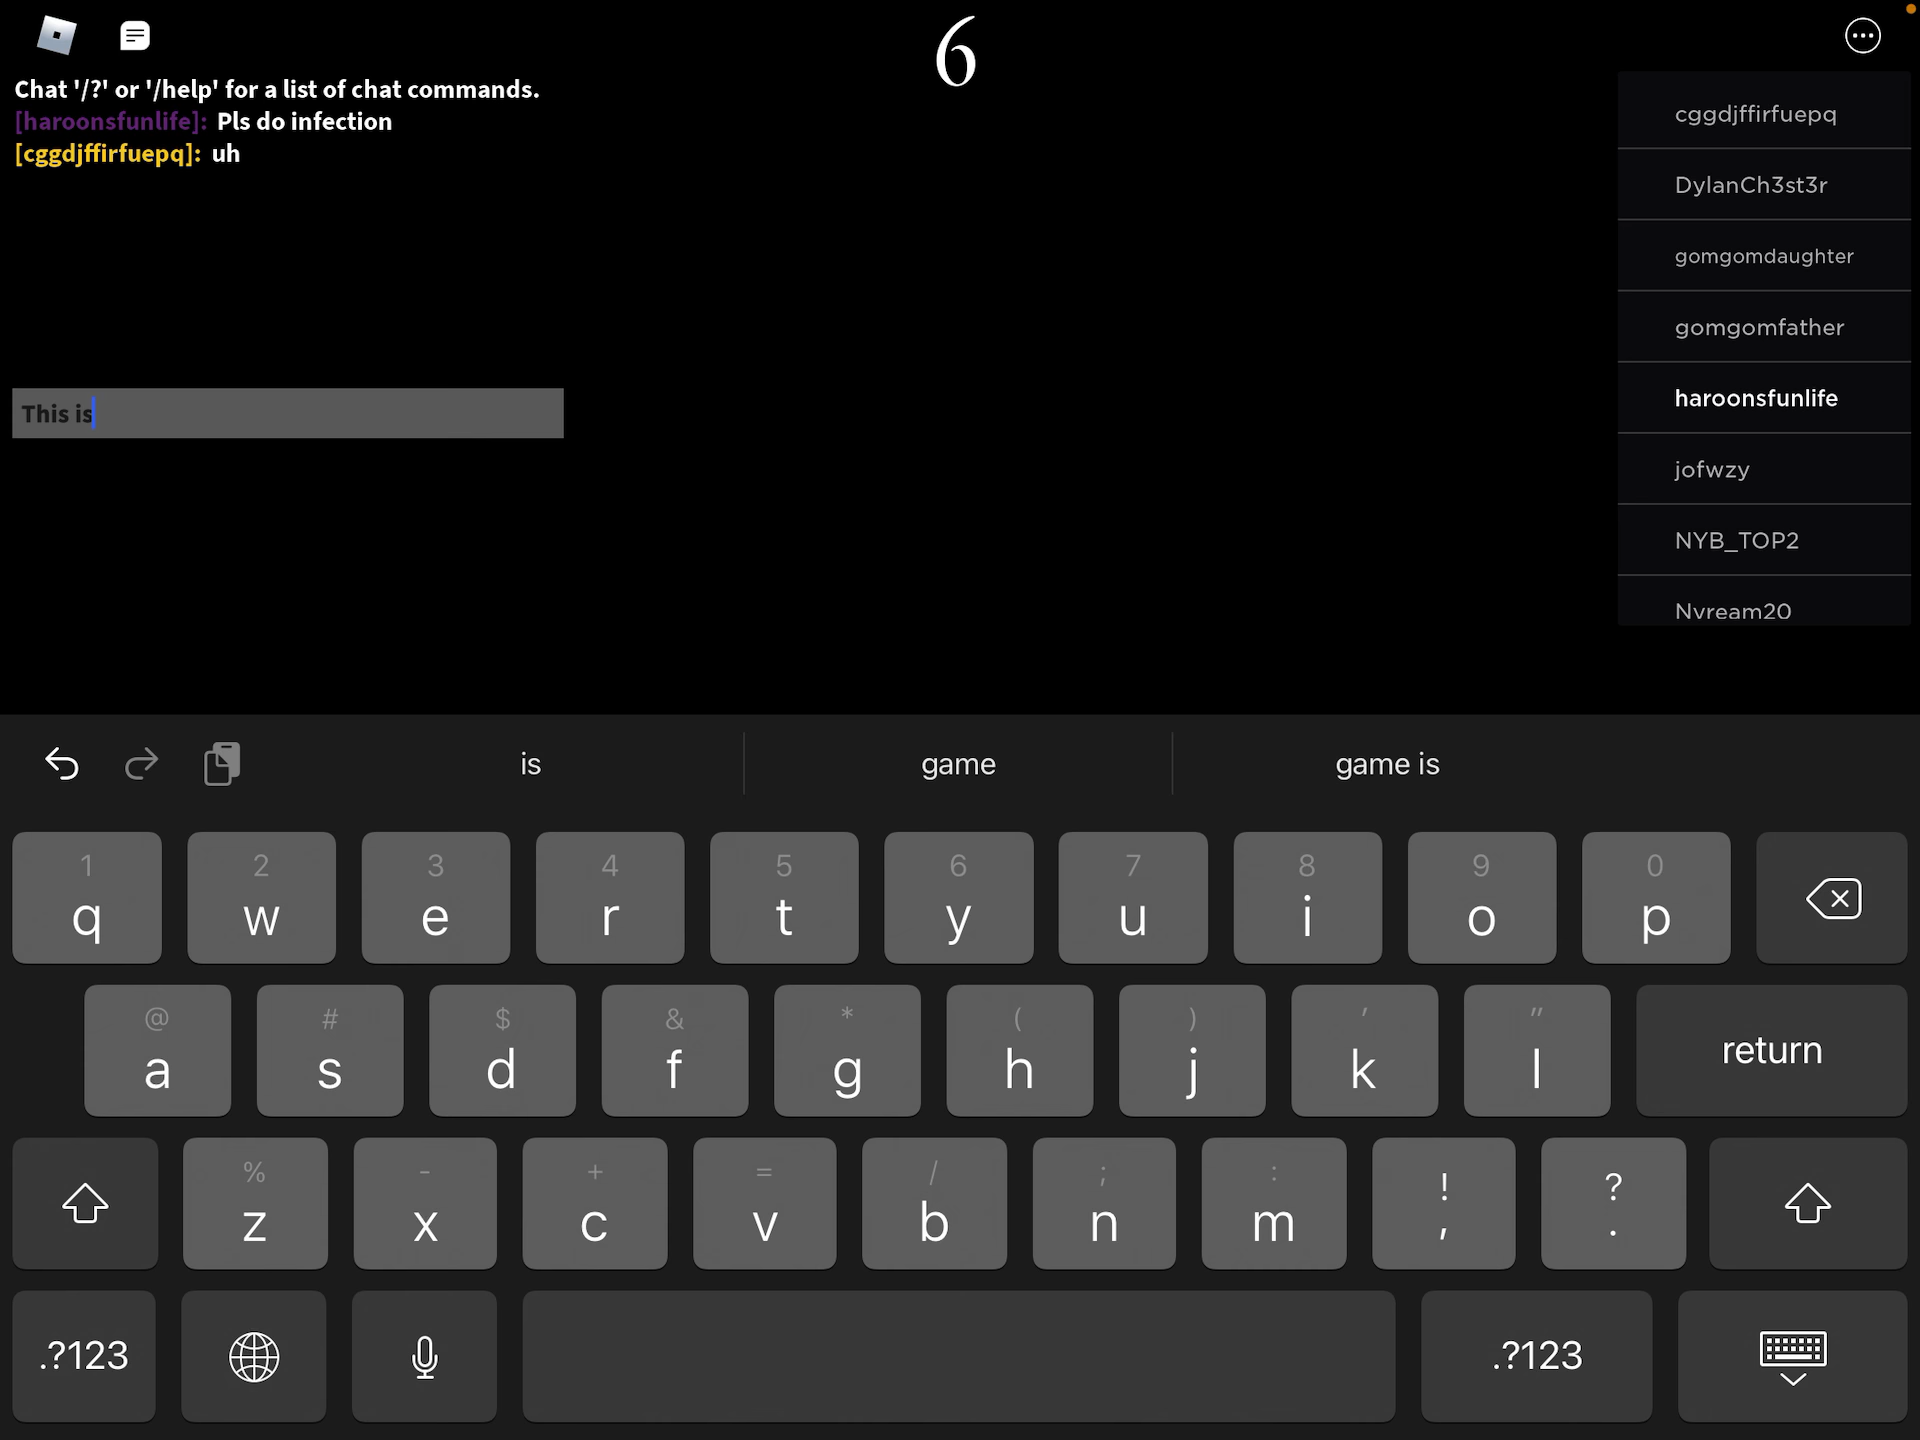 6
Chat '/?' or '/help' for a list of chat commands.
[haroonsfunlife]: Pls do infection
[cggdjffirfuepq]: uh
This is
cggdjffirfuepq
DylanCh3st3r
gomgomdaughter
gomgomfather
haroonsfunlife
jofwzy
NYB_TOP2
Nvream20
is game game is
1 2 3 4 5 6 7 8 9 0
q w e r t y u i o p
@ # $ & * ( ) ' "
a s d f g h j k l return
% - + = / ; : ! ?
z x c v b n m , .
.?123 .?123